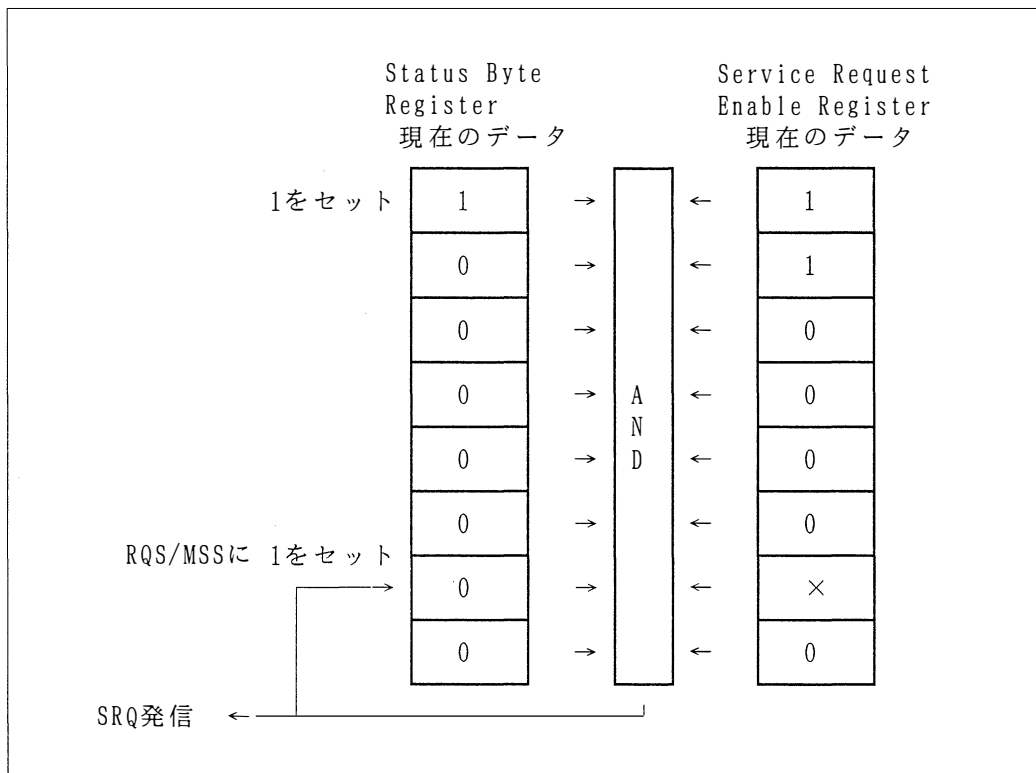 Status Byte Register 現在のデータ
Service Request Enable Register 現在のデータ
1をセット 1 → ← 1
0 → ← 1
0 → ← 0
0 → AND ← 0
0 → ← 0
0 → ← 0
RQS/MSSに 1をセット
0 → ← ×
0 → ← 0
SRQ発信 ←